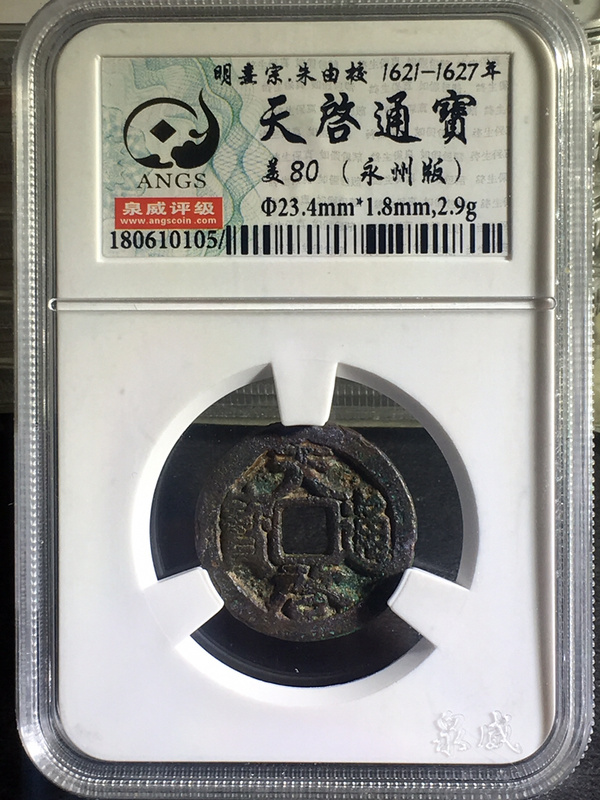 明熹宗.朱由校 1621-1627年
天啓通寶
美80 (永州版)
Φ23.4mm*1.8mm,2.9g
ANGS
泉威评级
www.angscoin.com
180610105/
天啓通寶
泉威